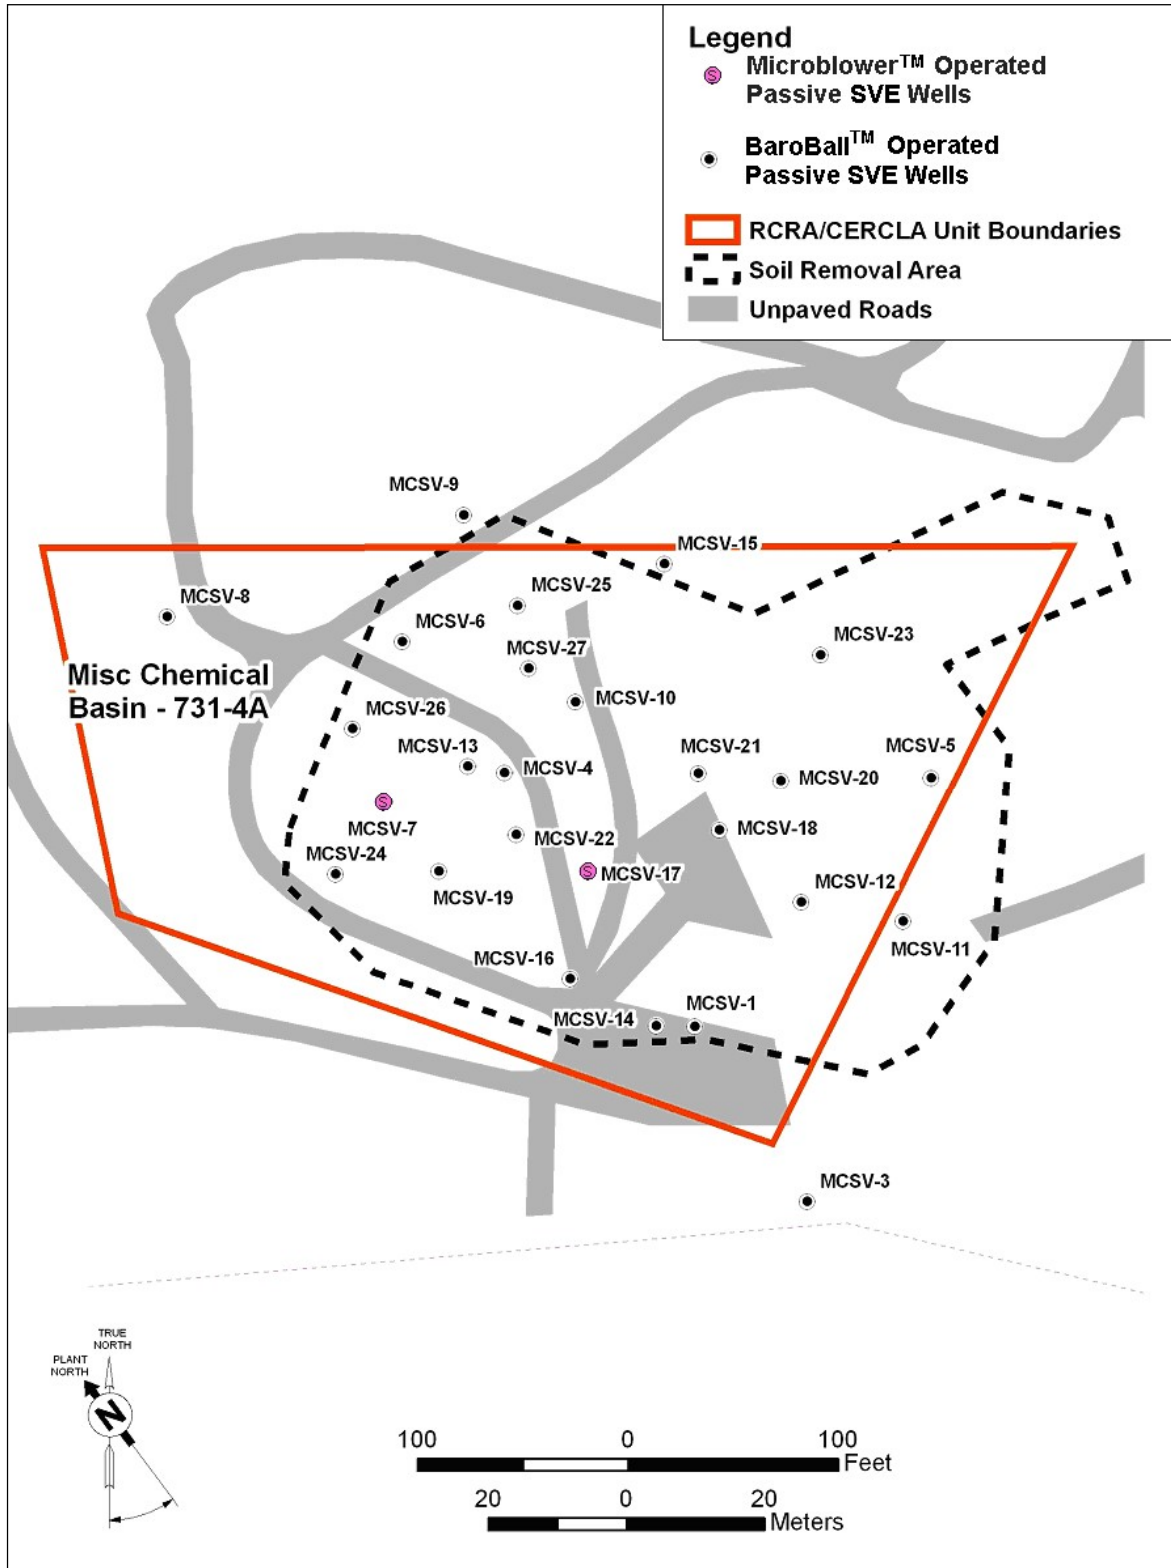 Legend
Microblower™ Operated
Passive SVE Wells
BaroBall™ Operated
Passive SVE Wells
RCRA/CERCLA Unit Boundaries
Soil Removal Area
Unpaved Roads
MCSV-9
MCSV-15
MCSV-25
MCSV-8
MCSV-6
MCSV-23
MCSV-27
Misc Chemical
Basin - 731-4A
MCSV-10
MCSV-26
MCSV-13
MCSV-21
MCSV-5
MCSV-4
MCSV-20
S
MCSV-7
MCSV-22
MCSV-18
MCSV-24
S
MCSV-17
MCSV-12
MCSV-19
MCSV-11
MCSV-16
MCSV-1
MCSV-14
MCSV-3
TRUE
NORTH
PLANT
NORTH
N
100 0 100
Feet
20 0 20
Meters